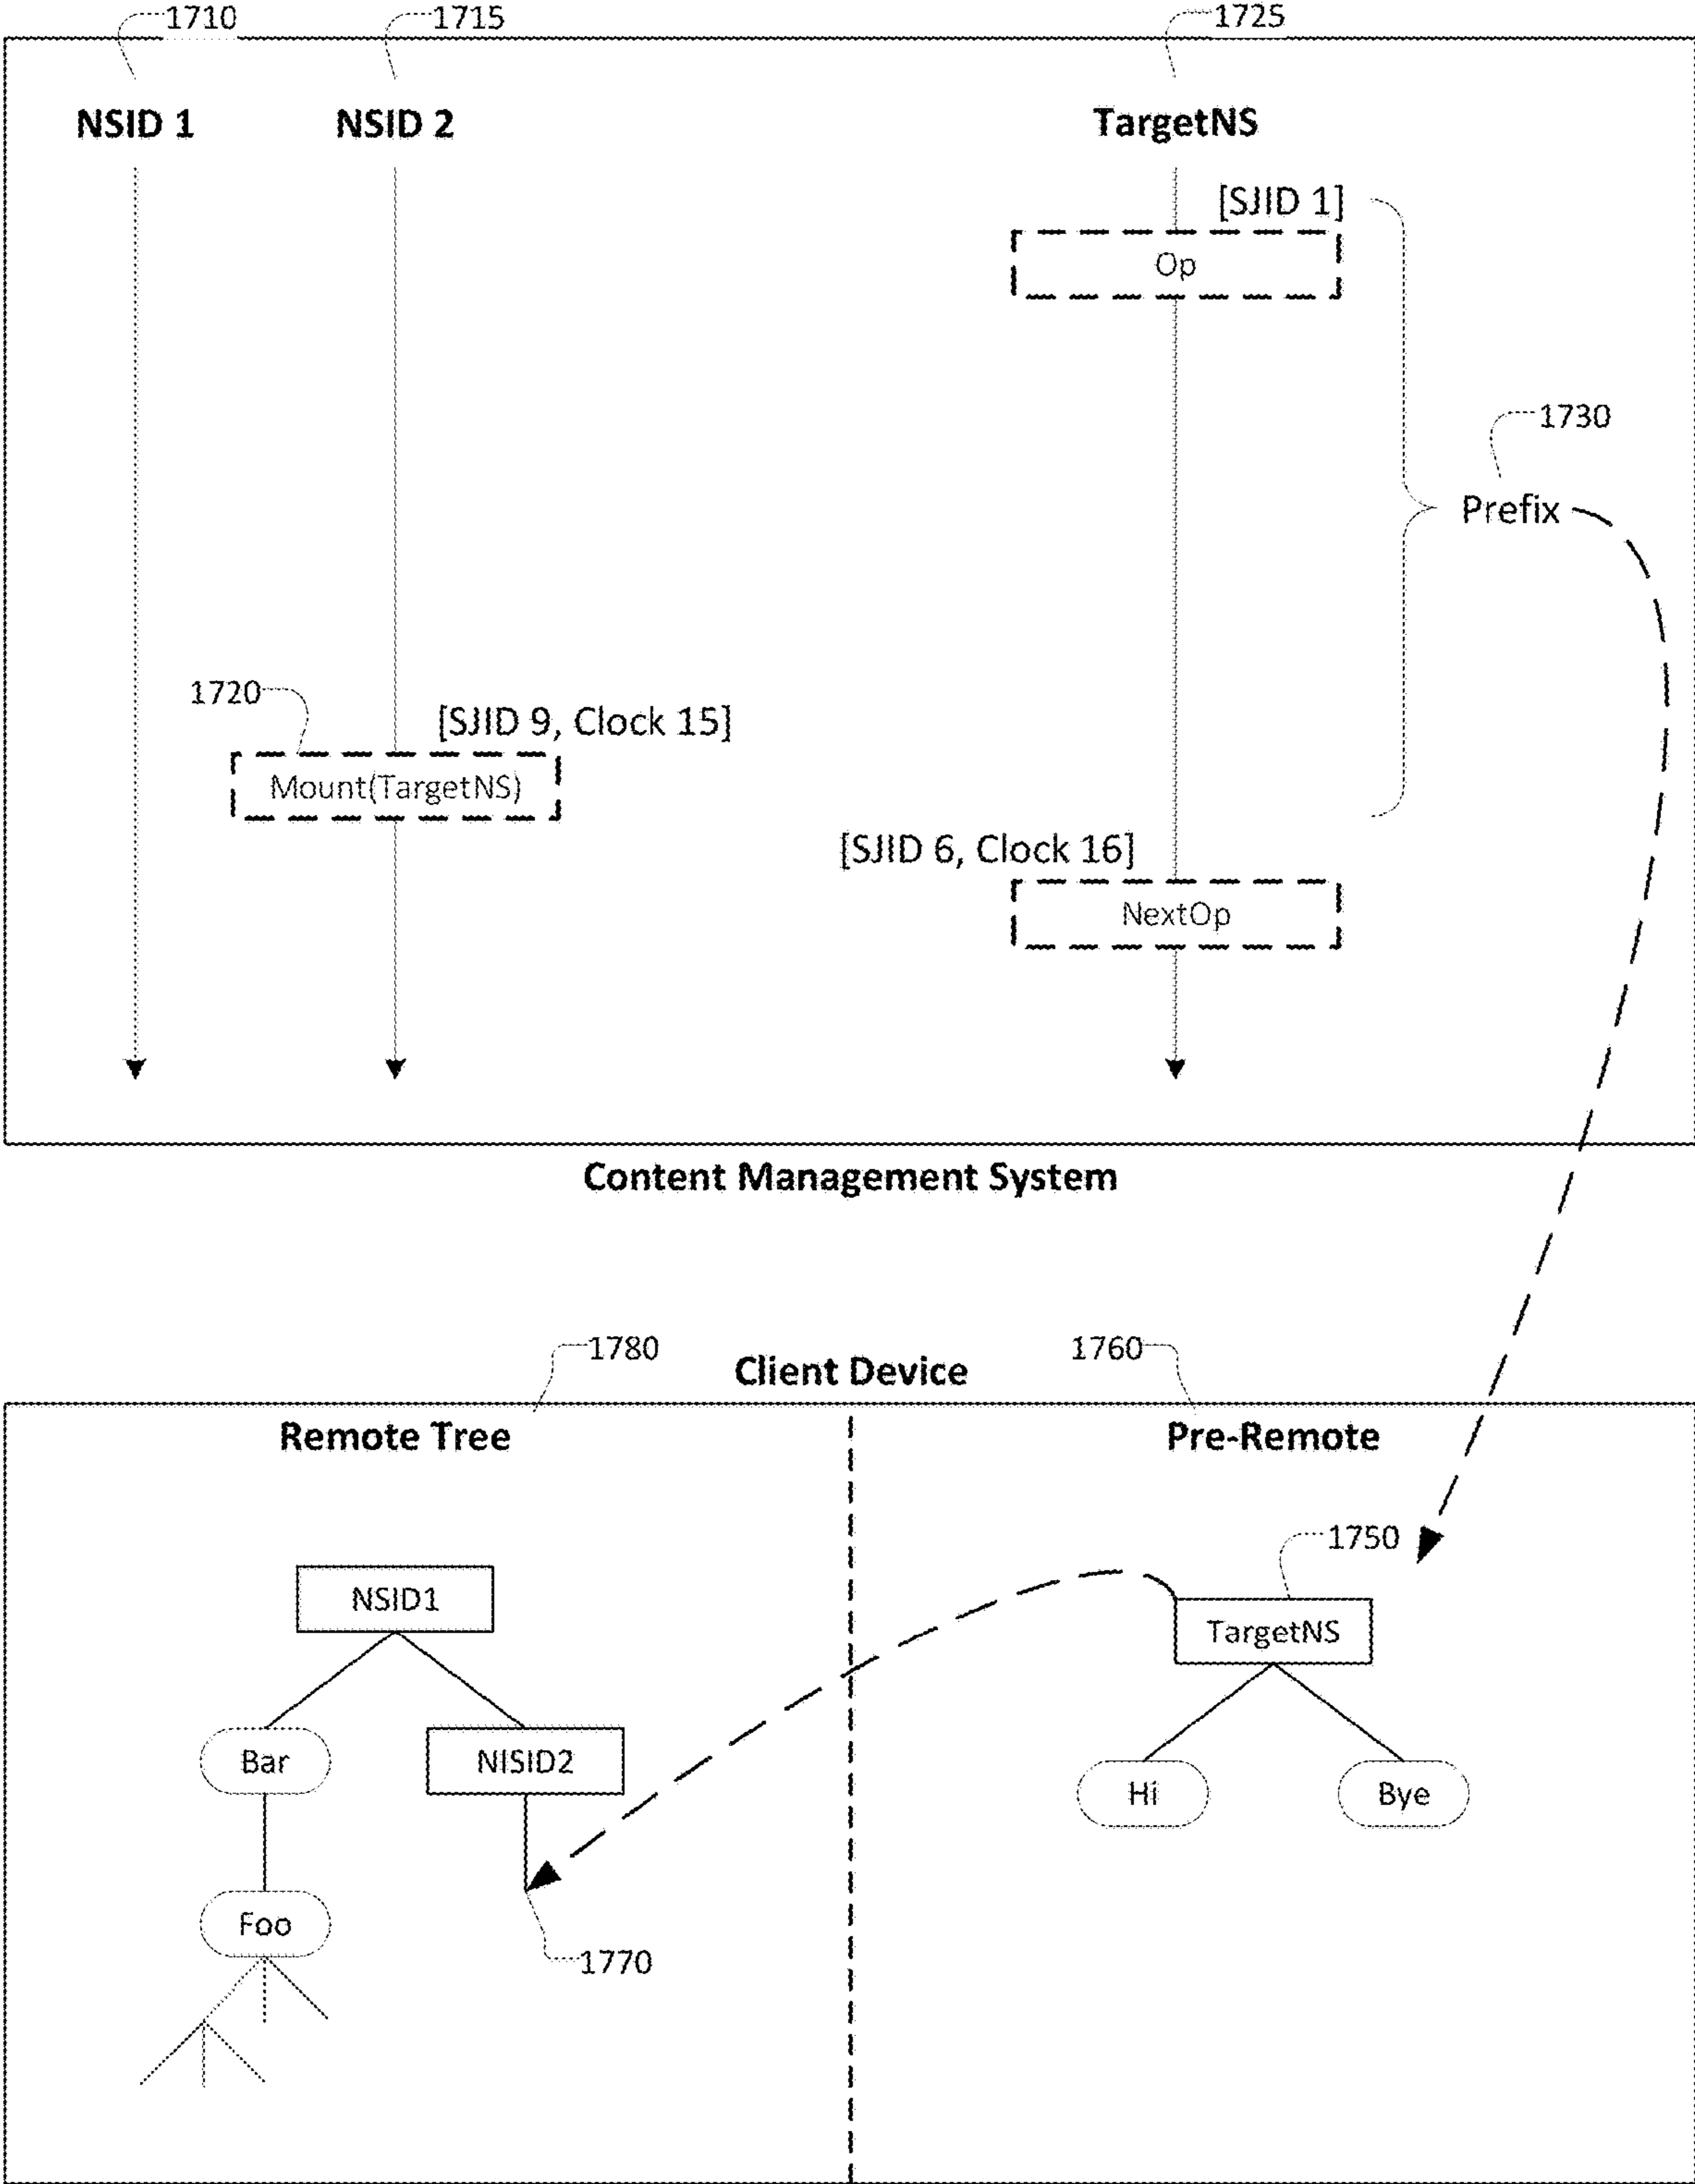 1710 1715 1725
NSID 1 NSID 2 TargetNS
[SJID 1]
Op
1730
Prefix
1720
[SJID 9, Clock 15]
Mount(TargetNS)
[SJID 6, Clock 16]
NextOp
Content Management System
Client Device
1780 1760
Remote Tree Pre-Remote
1750
NSID1
TargetNS
Bar NISID2
Hi Bye
Foo
1770